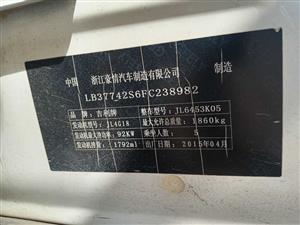 中国 浙江豪情汽车制造有限公司 制造
LB37742S6FC238982
品牌:吉利牌 整车型号:JL6453K05
发动机型号:JL4G18 最大允许总质量:1860kg
发动机最大净功率:92KW 乘坐人数:5
发动机排量:1792ml 出厂日期:2015年04月